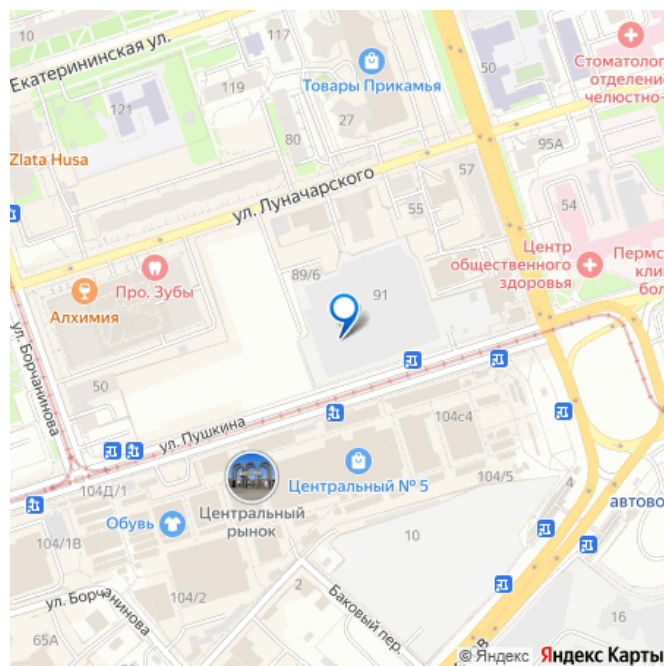 10
117
Екатерининская ул.
Товары Прикамья
119
121
27
80
50
Стоматолог
отделени
челюстно-
95А
Zlata Husa
ул. Луначарского
57
55
54
89/6
91
Центр
общественного
здоровья
Пермс
кли
бол
Про. Зубы
Алхимия
ул. Борчанинова
50
ул. Пушкина
104с4
104/5
4
104Д/1
Центральный № 5
Центральный
рынок
Обувь
автово
104/1В
10
104/2
2
ул. Борчанинова
Баковый пер.
16
65А
© Яндекс Яндекс Карты